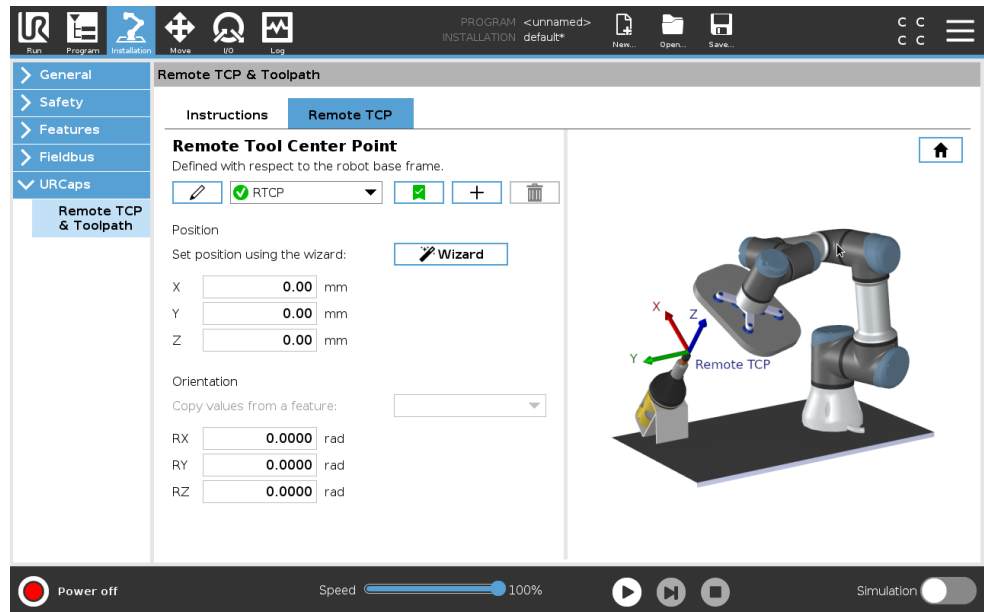 PROGRAM <unnamed>
INSTALLATION default*
UR
Run
Program
Installation
Move
I/O
Log
New...
Open...
Save...
C C
C C
General
Safety
Features
Fieldbus
URCaps
Remote TCP
& Toolpath
Remote TCP & Toolpath
Instructions
Remote TCP
Remote Tool Center Point
Defined with respect to the robot base frame.
RTCP
Position
Set position using the wizard:
Wizard
X 0.00 mm
Y 0.00 mm
Z 0.00 mm
Orientation
Copy values from a feature:
RX 0.0000 rad
RY 0.0000 rad
RZ 0.0000 rad
X
Z
Y
Remote TCP
Power off
Speed 100%
Simulation